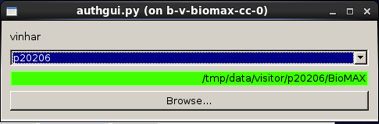 authgui.py (on b-v-biomax-cc-0)
vinhar
p20206
/tmp/data/visitor/p20206/BioMAX
Browse...